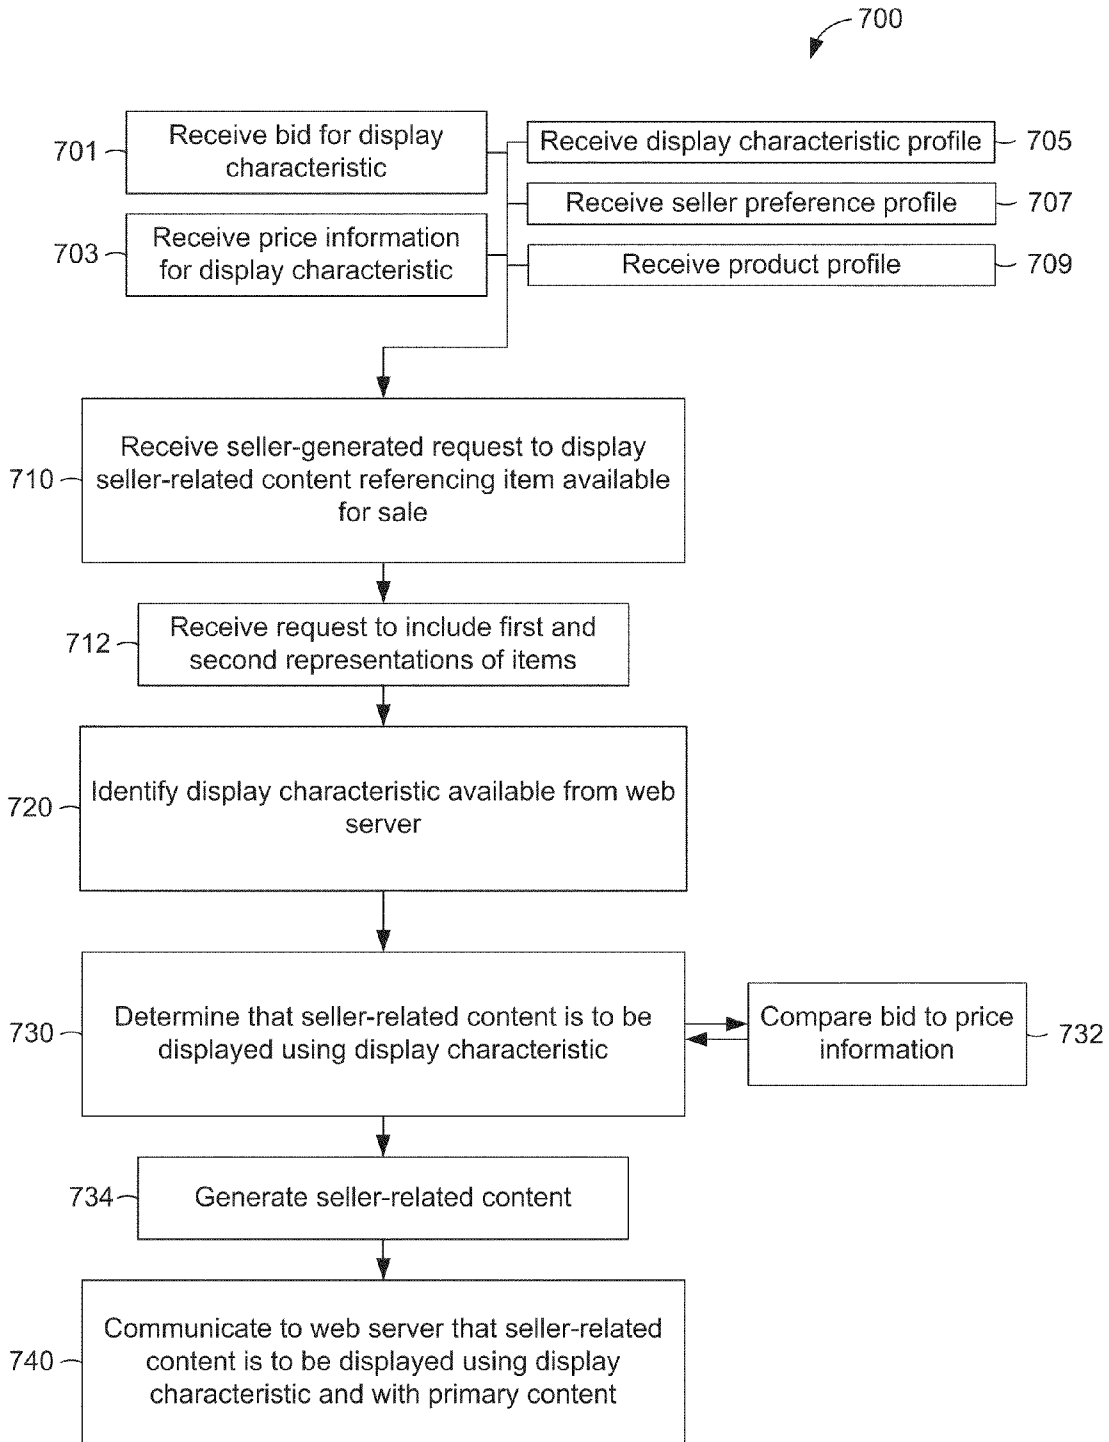 700
701
Receive bid for display
characteristic
Receive display characteristic profile
705
Receive seller preference profile
707
703
Receive price information
for display characteristic
Receive product profile
709
710
Receive seller-generated request to display
seller-related content referencing item available
for sale
712
Receive request to include first and
second representations of items
720
Identify display characteristic available from web
server
730
Determine that seller-related content is to be
displayed using display characteristic
Compare bid to price
information
732
734
Generate seller-related content
740
Communicate to web server that seller-related
content is to be displayed using display
characteristic and with primary content